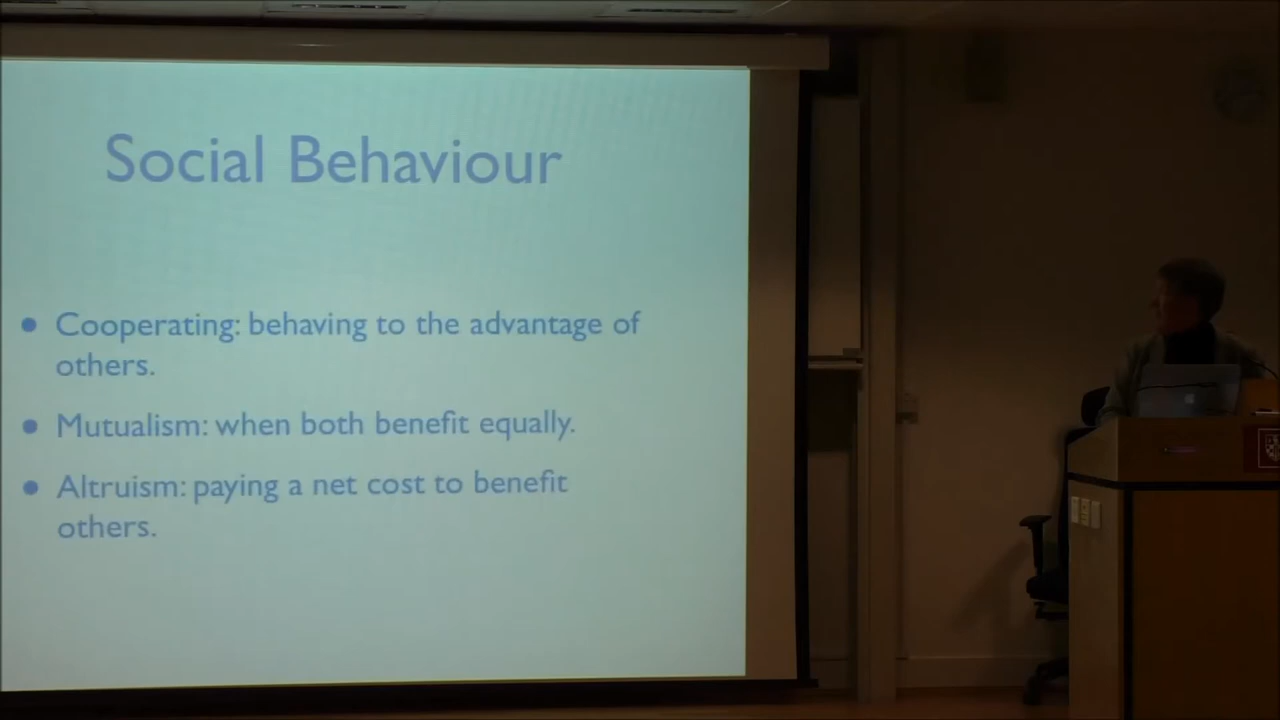 Social Behaviour
• Cooperating: behaving to the advantage of
others.
• Mutualism: when both benefit equally.
• Altruism: paying a net cost to benefit
others.